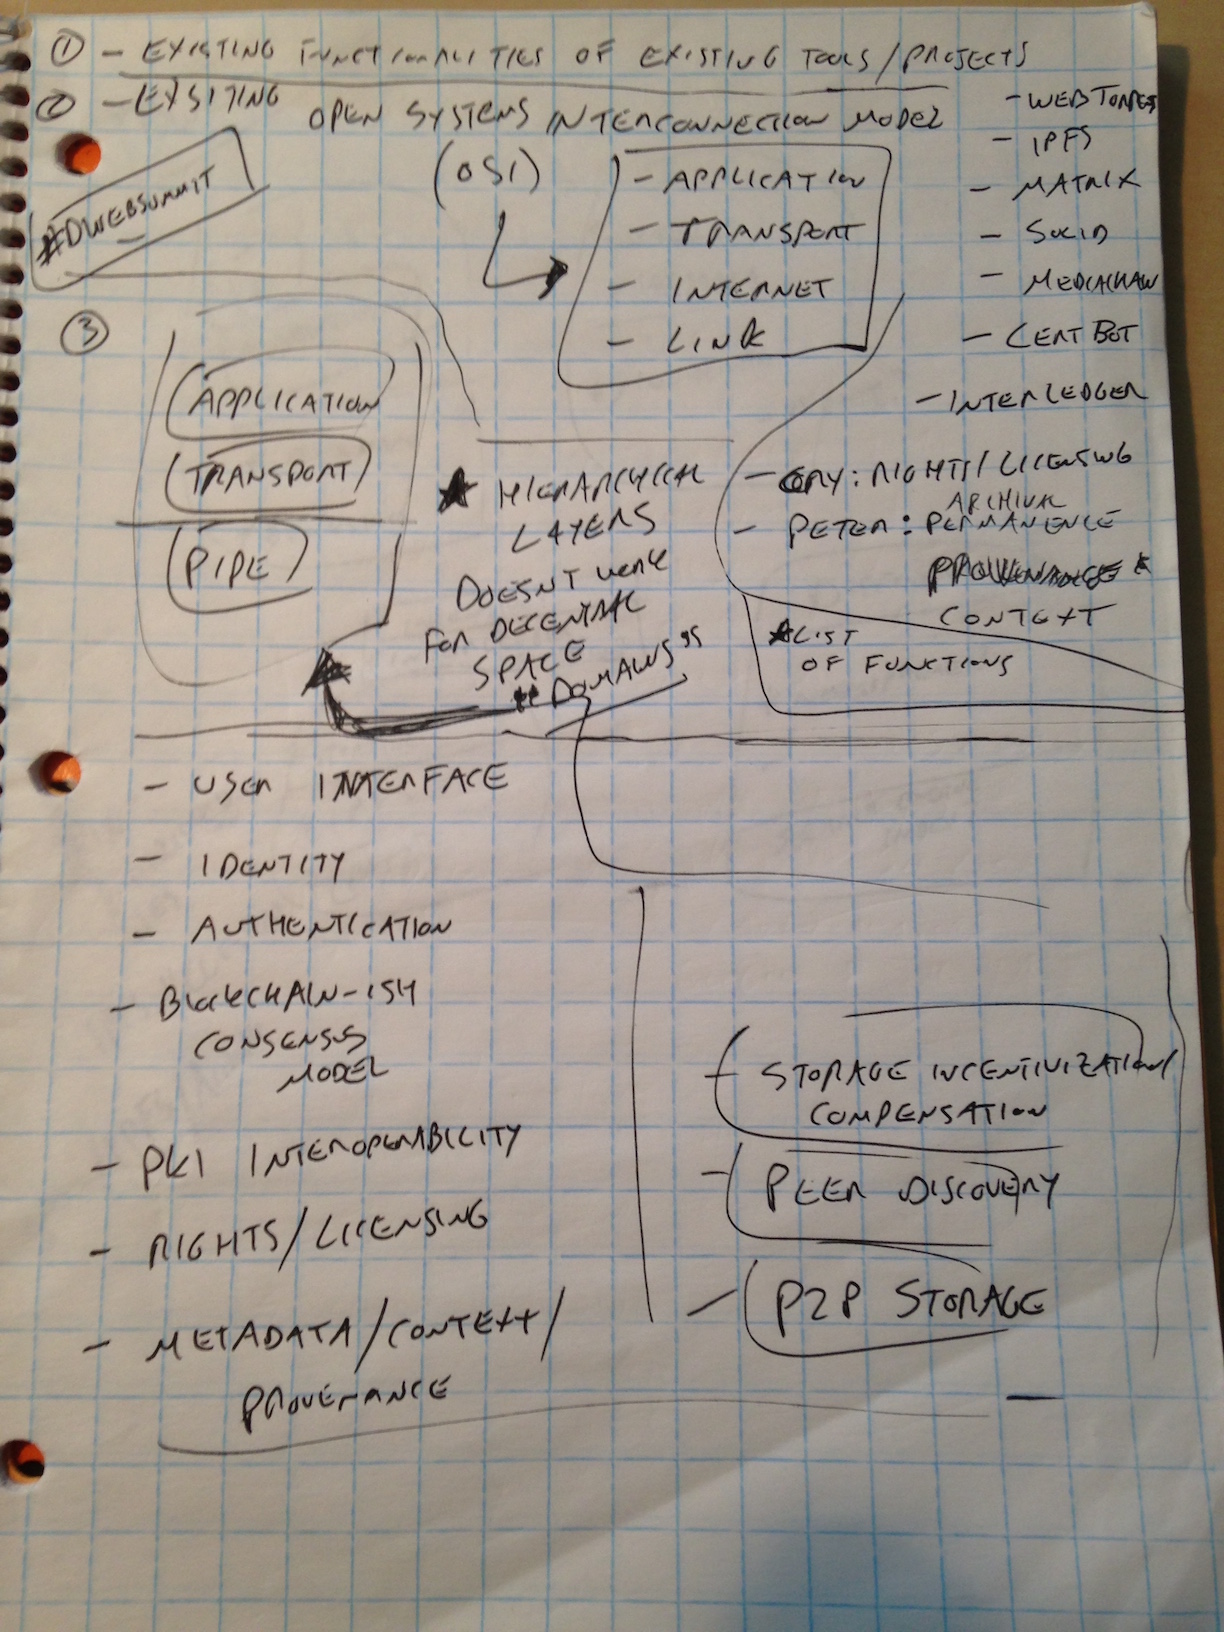 ① - EXISTING FUNCTIONALITIES OF EXISTING TOOLS/PROJECTS
② - EXSITING OPEN SYSTEMS INTERCONNECTION MODEL
(OSI)
- APPLICATION
- TRANSPORT
- INTERNET
- LINK
#DWEBSUMMIT
- WEBTORRENT
- IPFS
- MATRIX
- SOLID
- MEDIACHAIN
- CERTBOT
- INTERLEDGER
- CORY: RIGHTS/LICENSING
ARCHIVAL
- PETER: PERMANENCE
PROVENANCE &
CONTEXT
* LIST
OF FUNCTIONS
③
APPLICATION
TRANSPORT
PIPE
* HIERARCHICAL
LAYERS
DOESNT WORK
FOR DECENTRAL
SPACE
"DOMAINS"
- USER INTERFACE
- IDENTITY
- AUTHENTICATION
- BLOCKCHAIN-ISH
CONSENSUS
MODEL
- PKI INTEROPERABILITY
- RIGHTS/LICENSING
- METADATA/CONTEXT/
PROVENANCE
- STORAGE INCENTIVIZATION/
COMPENSATION
- PEER DISCOVERY
- P2P STORAGE
-